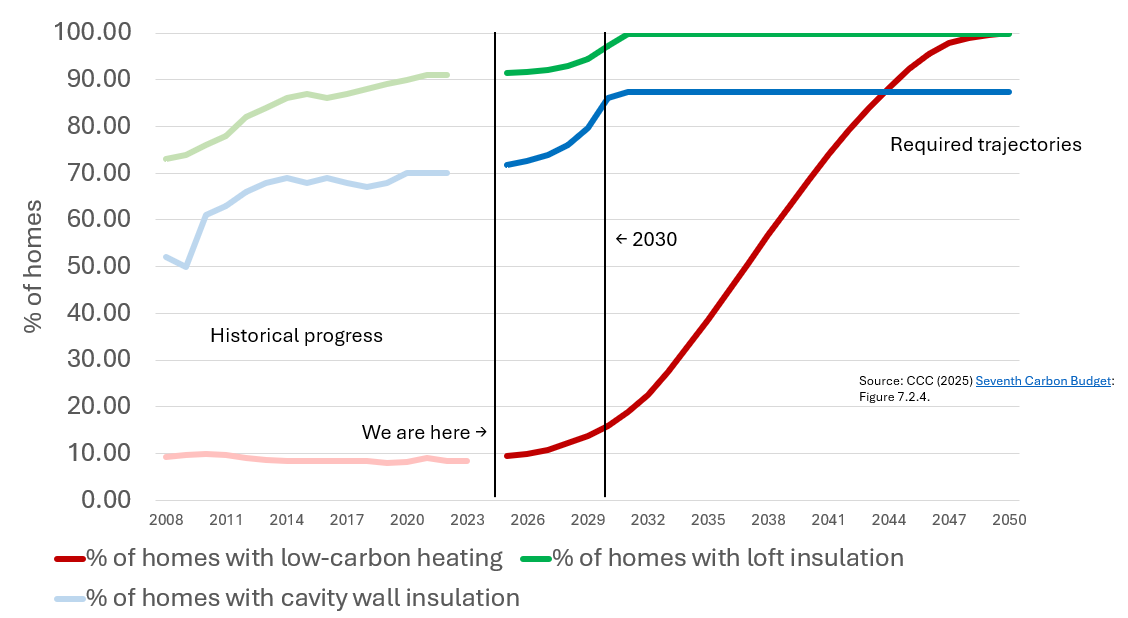 100.00
90.00
80.00
70.00
60.00
50.00
40.00
30.00
20.00
10.00
0.00
% of homes
Required trajectories
← 2030
Historical progress
Source: CCC (2025) Seventh Carbon Budget:
Figure 7.2.4.
We are here →
2008 2011 2014 2017 2020 2023 2026 2029 2032 2035 2038 2041 2044 2047 2050
% of homes with low-carbon heating % of homes with loft insulation
% of homes with cavity wall insulation